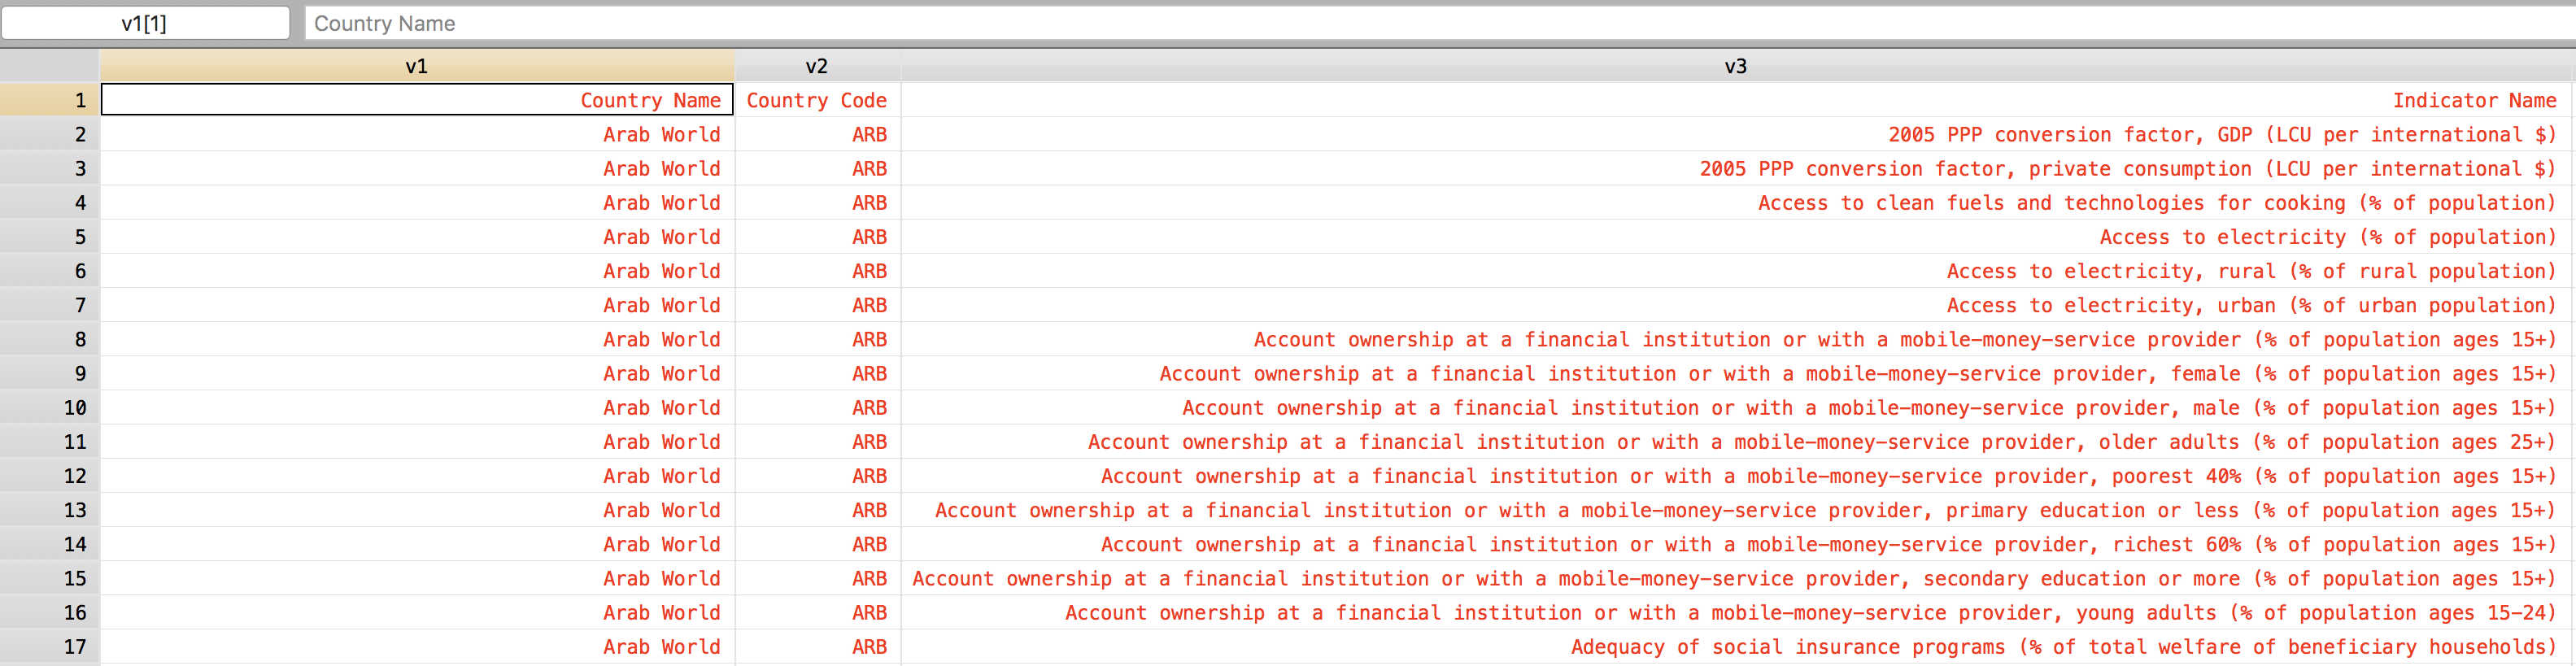 v1[1] Country Name
v1 v2 v3
1 Country Name Country Code Indicator Name
2 Arab World ARB 2005 PPP conversion factor, GDP (LCU per international $)
3 Arab World ARB 2005 PPP conversion factor, private consumption (LCU per international $)
4 Arab World ARB Access to clean fuels and technologies for cooking (% of population)
5 Arab World ARB Access to electricity (% of population)
6 Arab World ARB Access to electricity, rural (% of rural population)
7 Arab World ARB Access to electricity, urban (% of urban population)
8 Arab World ARB Account ownership at a financial institution or with a mobile-money-service provider (% of population ages 15+)
9 Arab World ARB Account ownership at a financial institution or with a mobile-money-service provider, female (% of population ages 15+)
10 Arab World ARB Account ownership at a financial institution or with a mobile-money-service provider, male (% of population ages 15+)
11 Arab World ARB Account ownership at a financial institution or with a mobile-money-service provider, older adults (% of population ages 25+)
12 Arab World ARB Account ownership at a financial institution or with a mobile-money-service provider, poorest 40% (% of population ages 15+)
13 Arab World ARB Account ownership at a financial institution or with a mobile-money-service provider, primary education or less (% of population ages 15+)
14 Arab World ARB Account ownership at a financial institution or with a mobile-money-service provider, richest 60% (% of population ages 15+)
15 Arab World ARB Account ownership at a financial institution or with a mobile-money-service provider, secondary education or more (% of population ages 15+)
16 Arab World ARB Account ownership at a financial institution or with a mobile-money-service provider, young adults (% of population ages 15-24)
17 Arab World ARB Adequacy of social insurance programs (% of total welfare of beneficiary households)